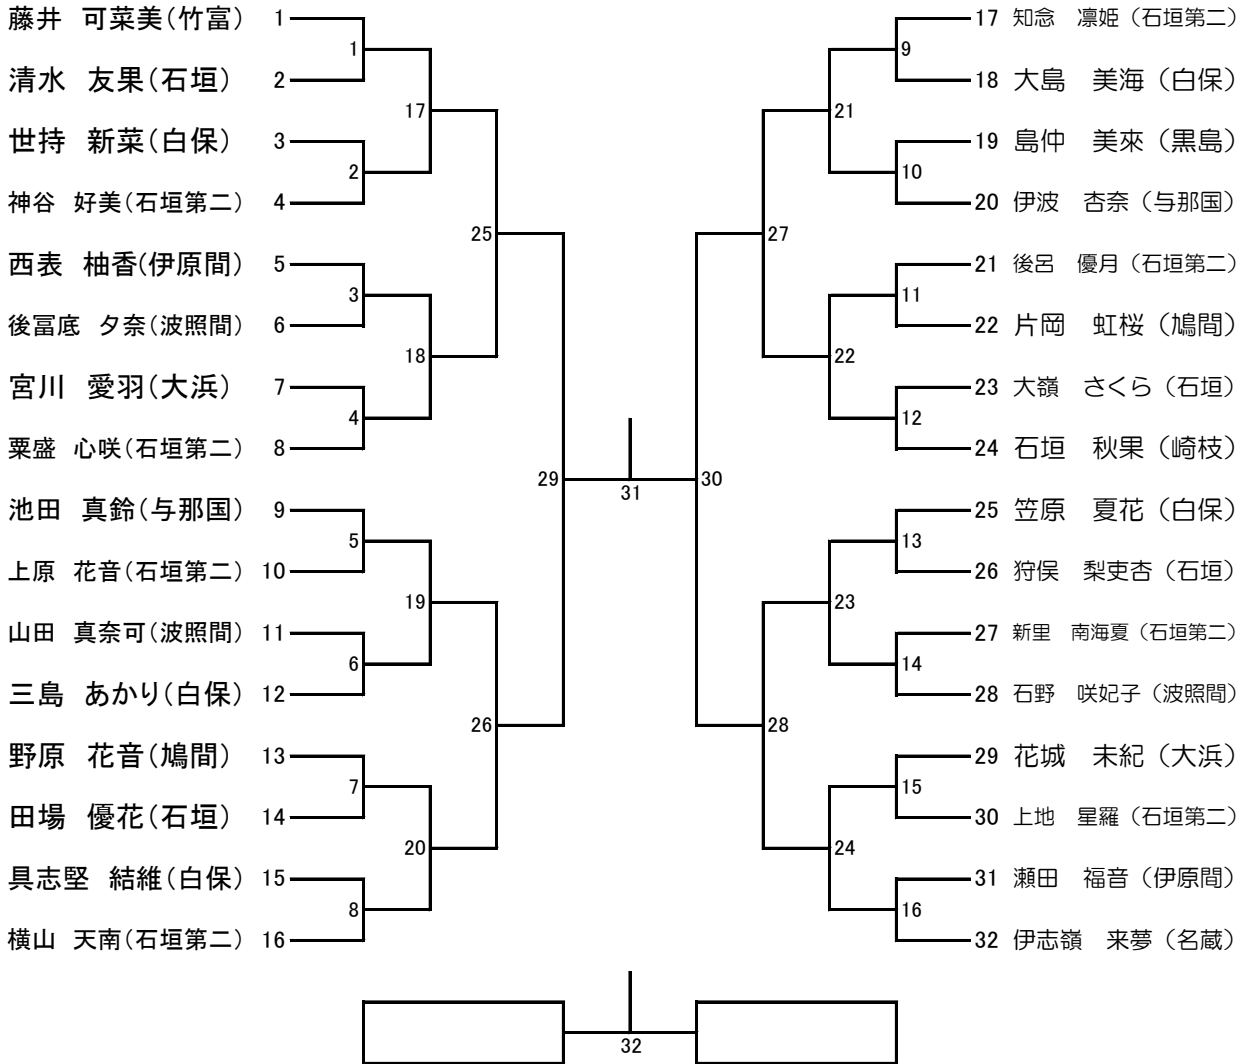 藤井 可菜美(竹富) 1
清水 友果(石垣) 2
世持 新菜(白保) 3
神谷 好美(石垣第二) 4
西表 柚香(伊原間) 5
後冨底 夕奈(波照間) 6
宮川 愛羽(大浜) 7
粟盛 心咲(石垣第二) 8
池田 真鈴(与那国) 9
上原 花音(石垣第二) 10
山田 真奈可(波照間) 11
三島 あかり(白保) 12
野原 花音(鳩間) 13
田場 優花(石垣) 14
具志堅 結維(白保) 15
横山 天南(石垣第二) 16
1
2
3
4
5
6
7
8
17
18
19
20
25
26
29
31
30
27
28
21
22
23
24
9
10
11
12
13
14
15
16
17 知念 凛姫(石垣第二)
18 大島 美海(白保)
19 島仲 美來(黒島)
20 伊波 杏奈(与那国)
21 後呂 優月(石垣第二)
22 片岡 虹桜(鳩間)
23 大嶺 さくら(石垣)
24 石垣 秋果(崎枝)
25 笠原 夏花(白保)
26 狩俣 梨吏杏(石垣)
27 新里 南海夏(石垣第二)
28 石野 咲妃子(波照間)
29 花城 未紀(大浜)
30 上地 星羅(石垣第二)
31 瀬田 福音(伊原間)
32 伊志嶺 来夢(名蔵)
32